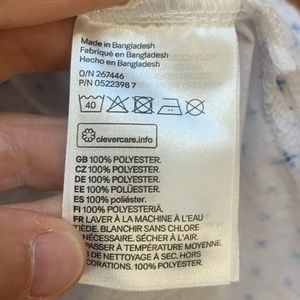 Made in Bangladesh
Fabriqué en Bangladesh
Hecho en Bangladesh
O/N 267446
P/N 0522398 7
40
clevercare.info
GB 100% POLYESTER.
CZ 100% POLYESTER.
DE 100% POLYESTER.
EE 100% POLÜESTER.
ES 100% poliéster.
FI 100% POLYESTERIÄ.
FR LAVER À LA MACHINE À L'EAU
TIÈDE. BLANCHIR SANS CHLORE
NÉCESSAIRE. SÉCHER À L'AIR.
PASSER À TEMPÉRATURE MOYENNE.
DE NETTOYAGE À SEC. HORS
CORATIONS. 100% POLYESTER.